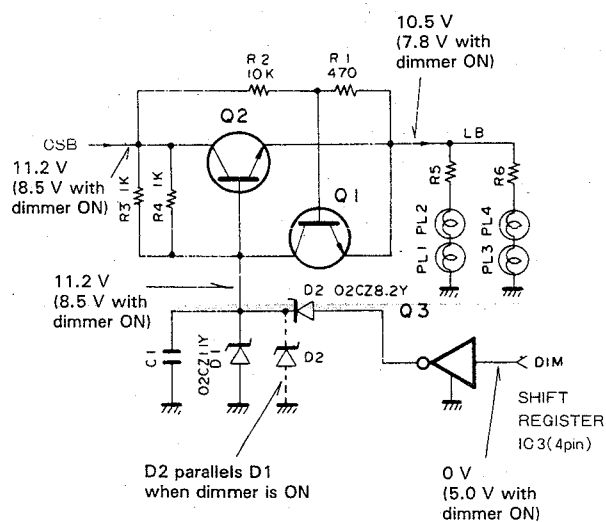 10.5 V
(7.8 V with
dimmer ON)
R2
10K
R1
470
Q2
CSB
LB
11.2 V
(8.5 V with
dimmer ON)
R3 1K
R4 1K
Q1
R5
R6
PL1 PL2
PL3 PL4
11.2 V
(8.5 V with
dimmer ON)
D2 02CZ8.2Y
Q3
C1
02CZ11Y
D1
D2
DIM
SHIFT
REGISTER
IC3(4pin)
D2 parallels D1
when dimmer is ON
0 V
(5.0 V with
dimmer ON)